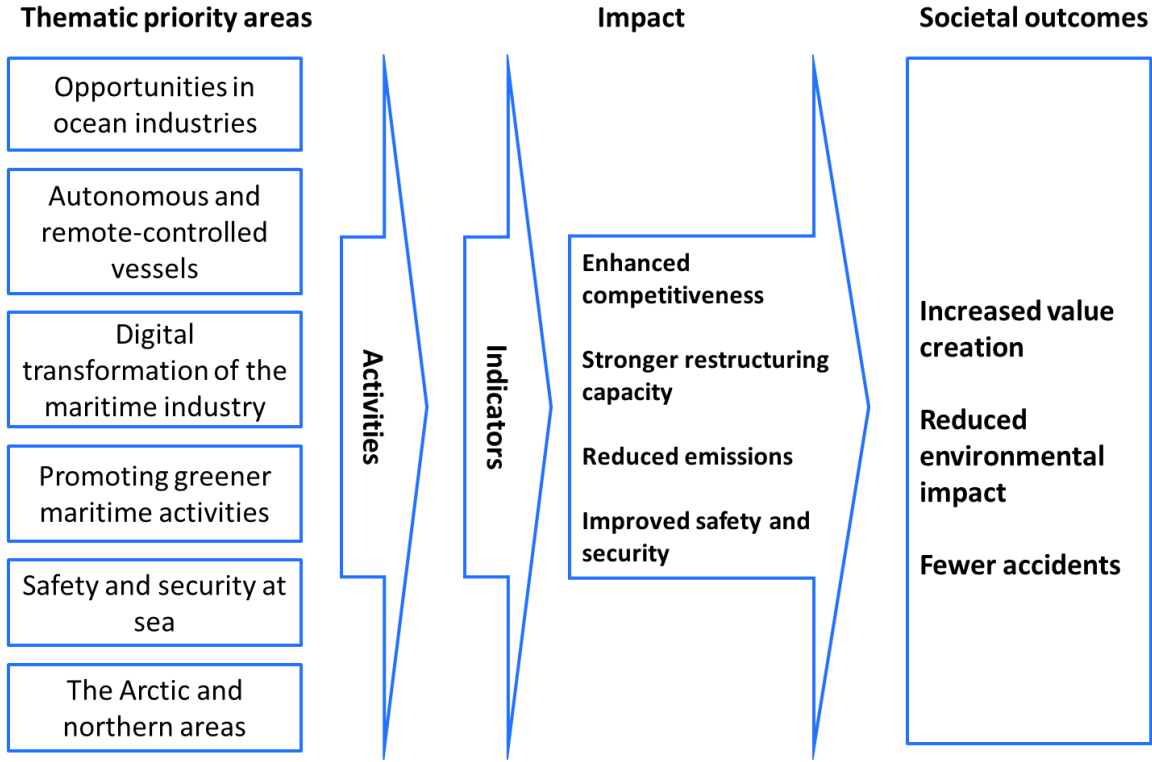 Thematic priority areas
Impact
Societal outcomes
Opportunities in
ocean industries
Autonomous and
remote-controlled
vessels
Digital
transformation of the
maritime industry
Promoting greener
maritime activities
Safety and security at
sea
The Arctic and
northern areas
Activities
Indicators
Enhanced
competitiveness
Stronger restructuring
capacity
Reduced emissions
Improved safety and
security
Increased value
creation
Reduced
environmental
impact
Fewer accidents